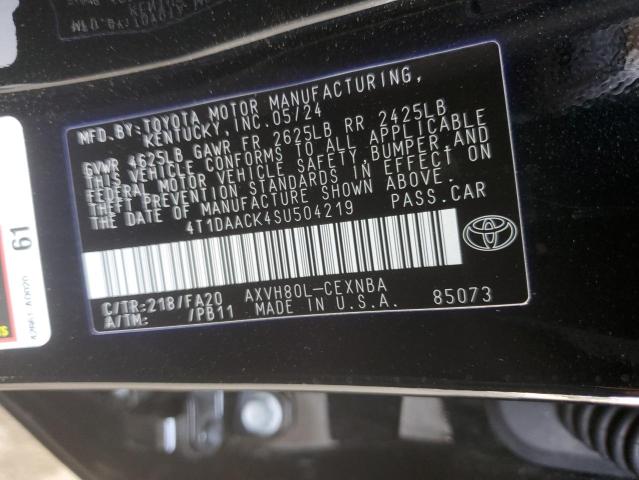 MFD.BY:TOYOTA MOTOR MANUFACTURING,
KENTUCKY, INC.05/24
GVWR 4625LB GAWR FR 2625LB RR 2425LB
THIS VEHICLE CONFORMS TO ALL APPLICABLE
FEDERAL MOTOR VEHICLE SAFETY, BUMPER, AND
THEFT PREVENTION STANDARDS IN EFFECT ON
THE DATE OF MANUFACTURE SHOWN ABOVE.
4T1DAACK4SU504219 PASS.CAR
C/TR:218/FA20 AXVH80L-CEXNBA
A/TM: /PB11 MADE IN U.S.A. 85073
61